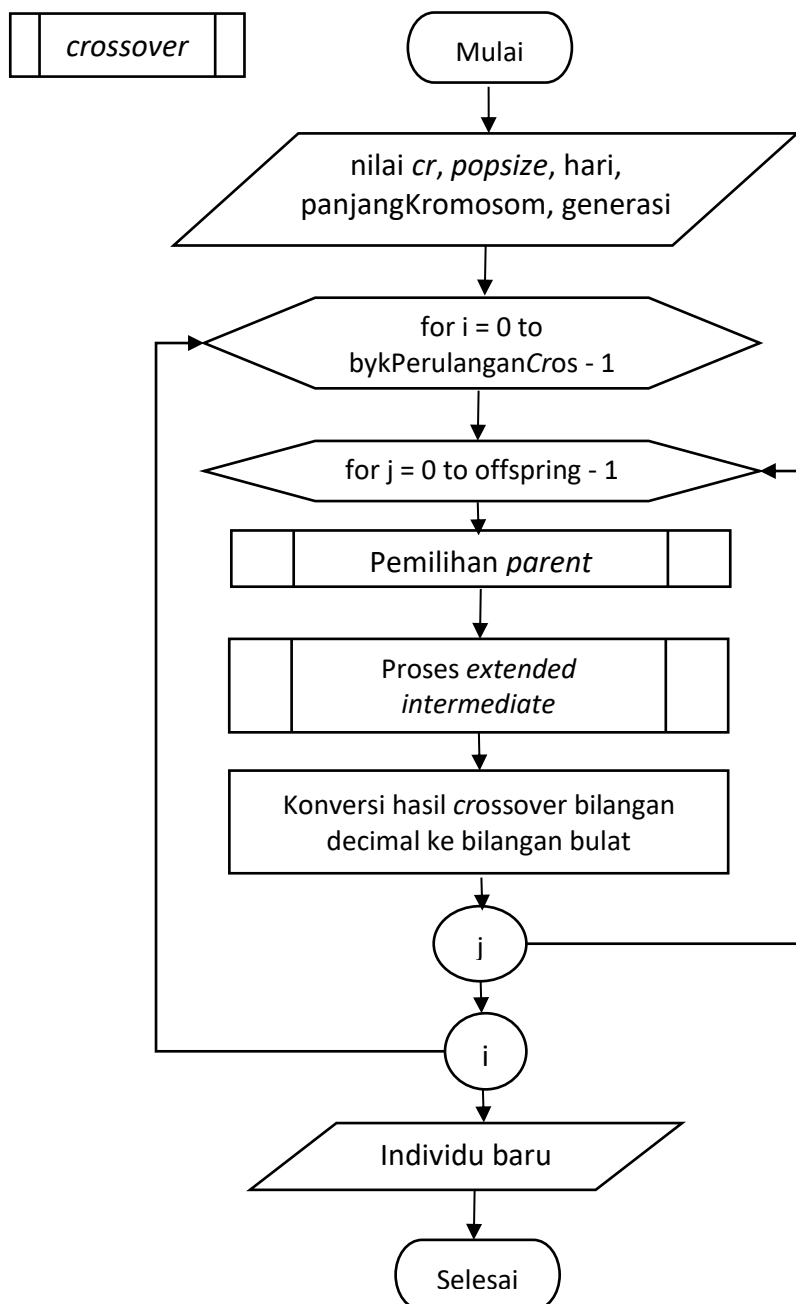 crossover
Mulai
nilai cr, popsize, hari,
panjangKromosom, generasi
for i = 0 to
bykPerulanganCros - 1
for j = 0 to offspring - 1
Pemilihan parent
Proses extended
intermediate
Konversi hasil crossover bilangan
decimal ke bilangan bulat
j
i
Individu baru
Selesai